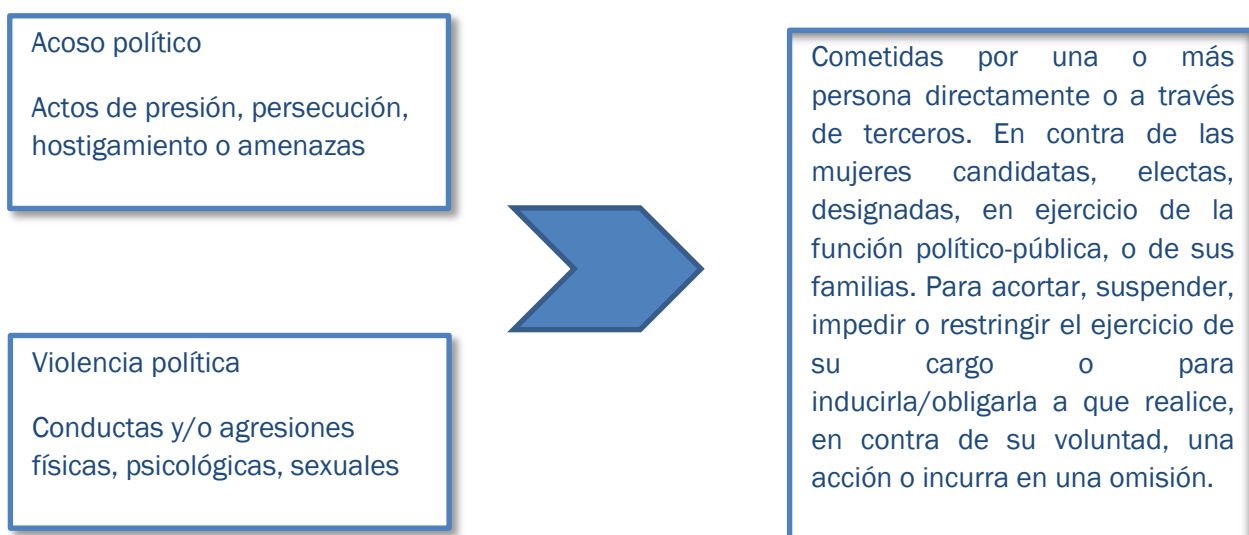 Acoso político
Actos de presión, persecución,
hostigamiento o amenazas
Violencia política
Conductas y/o agresiones
físicas, psicológicas, sexuales
Cometidas por una o más
persona directamente o a través
de terceros. En contra de las
mujeres candidatas, electas,
designadas, en ejercicio de la
función político-pública, o de sus
familias. Para acortar, suspender,
impedir o restringir el ejercicio de
su cargo o para
inducirla/obligarla a que realice,
en contra de su voluntad, una
acción o incurra en una omisión.